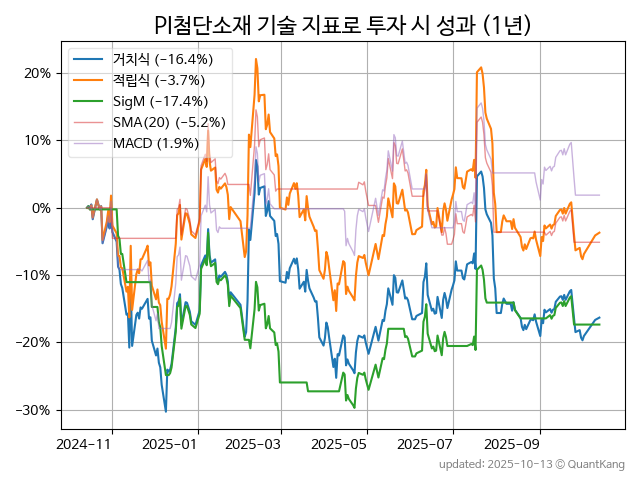 PI첨단소재 기술 지표로 투자 시 성과 (1년)
거치식 (−16.4%)
적립식 (−3.7%)
SigM (−17.4%)
SMA(20) (−5.2%)
MACD (1.9%)
20%
10%
0%
−10%
−20%
−30%
2024-11 2025-01 2025-03 2025-05 2025-07 2025-09
updated: 2025-10-13 © QuantKang